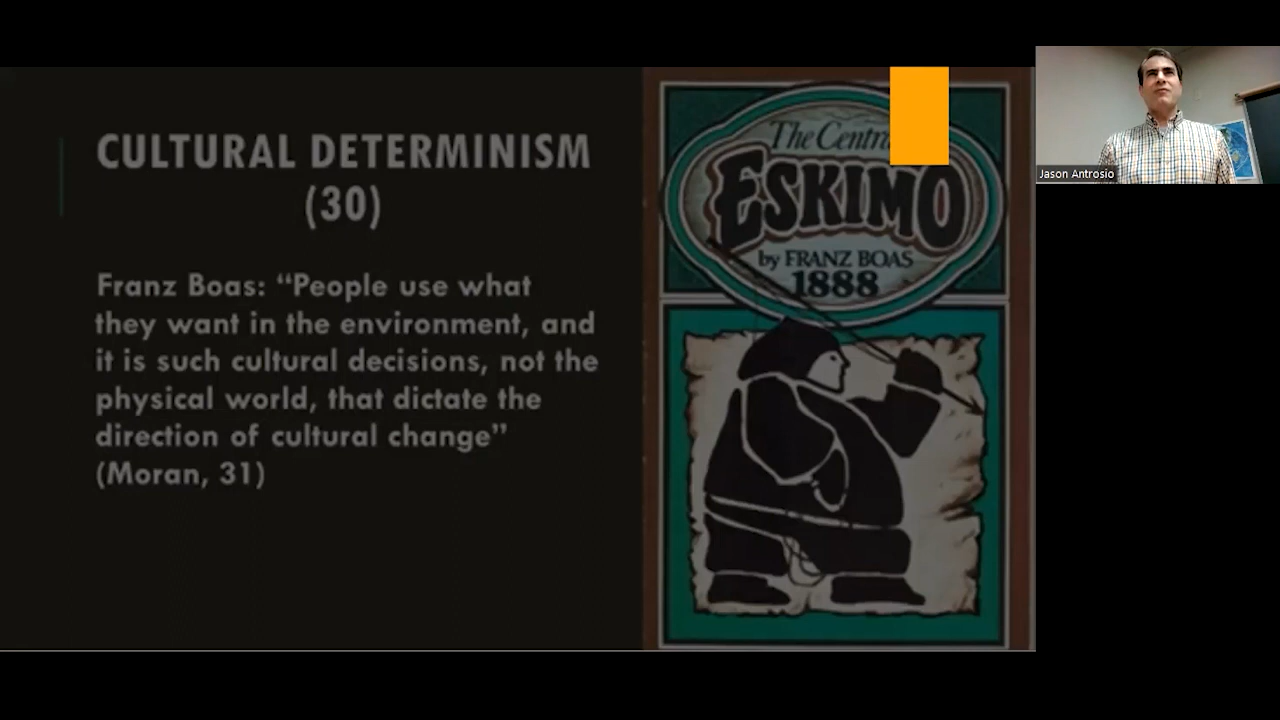 CULTURAL DETERMINISM
(30)
Franz Boas: “People use what
they want in the environment, and
it is such cultural decisions, not the
physical world, that dictate the
direction of cultural change”
(Moran, 31)
The Centra
ESKIMO
by FRANZ BOAS
1888
Jason Antrosio